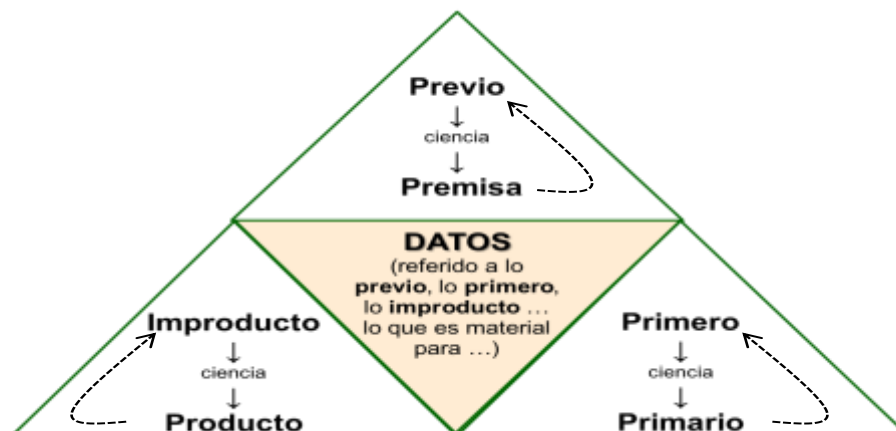 Previo
↓
ciencia
↓
Premisa
DATOS
(referido a lo
previo, lo primero,
lo improducto ...
lo que es material
para ...)
Improducto
↓
ciencia
↓
Producto
Primero
↓
ciencia
↓
Primario